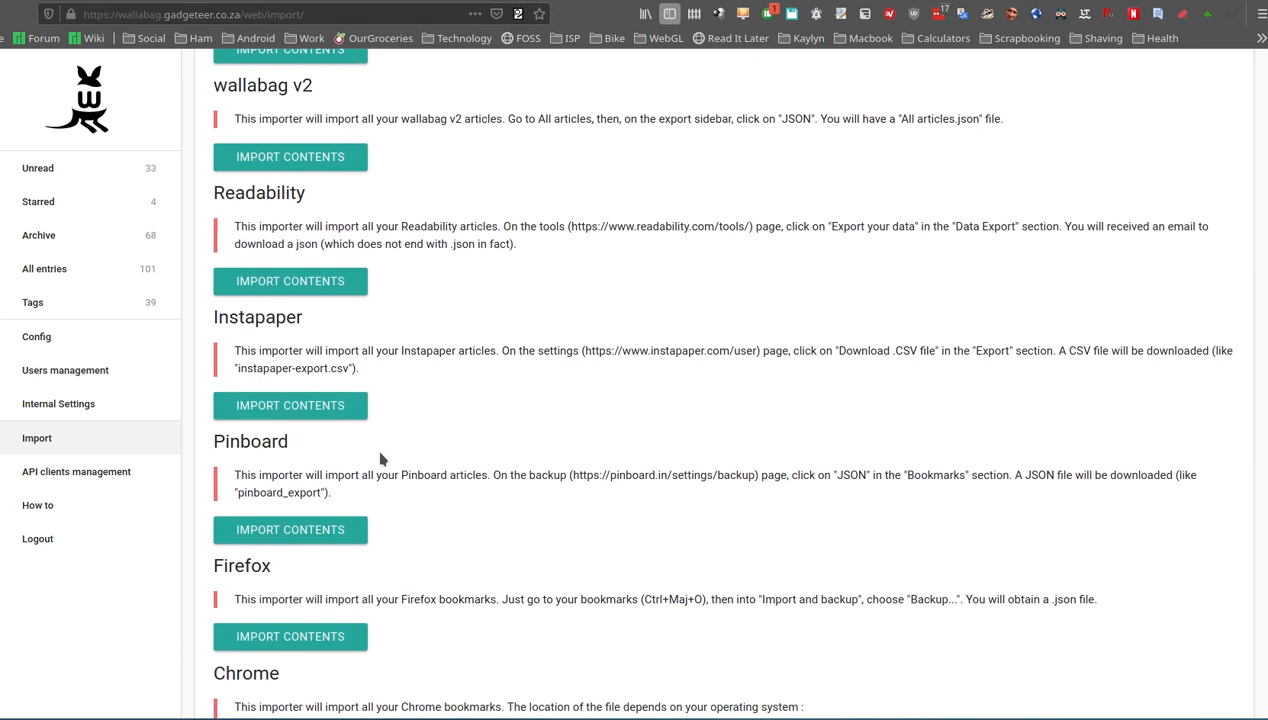 https://wallabag.gadgeteer.co.za/web/import/
1
17
Forum
Wiki
Social
Ham
Android
Work
OurGroceries
Technology
FOSS
ISP
Bike
WebGL
Read It Later
Kaylyn
Macbook
Calculators
Scrapbooking
Shaving
Health
W
Unread 33
Starred 4
Archive 68
All entries 101
Tags 39
Config
Users management
Internal Settings
Import
API clients management
How to
Logout
IMPORT CONTENTS
wallabag v2
This importer will import all your wallabag v2 articles. Go to All articles, then, on the export sidebar, click on "JSON". You will have a "All articles.json" file.
IMPORT CONTENTS
Readability
This importer will import all your Readability articles. On the tools (https://www.readability.com/tools/) page, click on "Export your data" in the "Data Export" section. You will received an email to
download a json (which does not end with .json in fact).
IMPORT CONTENTS
Instapaper
This importer will import all your Instapaper articles. On the settings (https://www.instapaper.com/user) page, click on "Download .CSV file" in the "Export" section. A CSV file will be downloaded (like
"instapaper-export.csv").
IMPORT CONTENTS
Pinboard
This importer will import all your Pinboard articles. On the backup (https://pinboard.in/settings/backup) page, click on "JSON" in the "Bookmarks" section. A JSON file will be downloaded (like
"pinboard_export").
IMPORT CONTENTS
Firefox
This importer will import all your Firefox bookmarks. Just go to your bookmarks (Ctrl+Maj+O), then into "Import and backup", choose "Backup...". You will obtain a .json file.
IMPORT CONTENTS
Chrome
This importer will import all your Chrome bookmarks. The location of the file depends on your operating system :